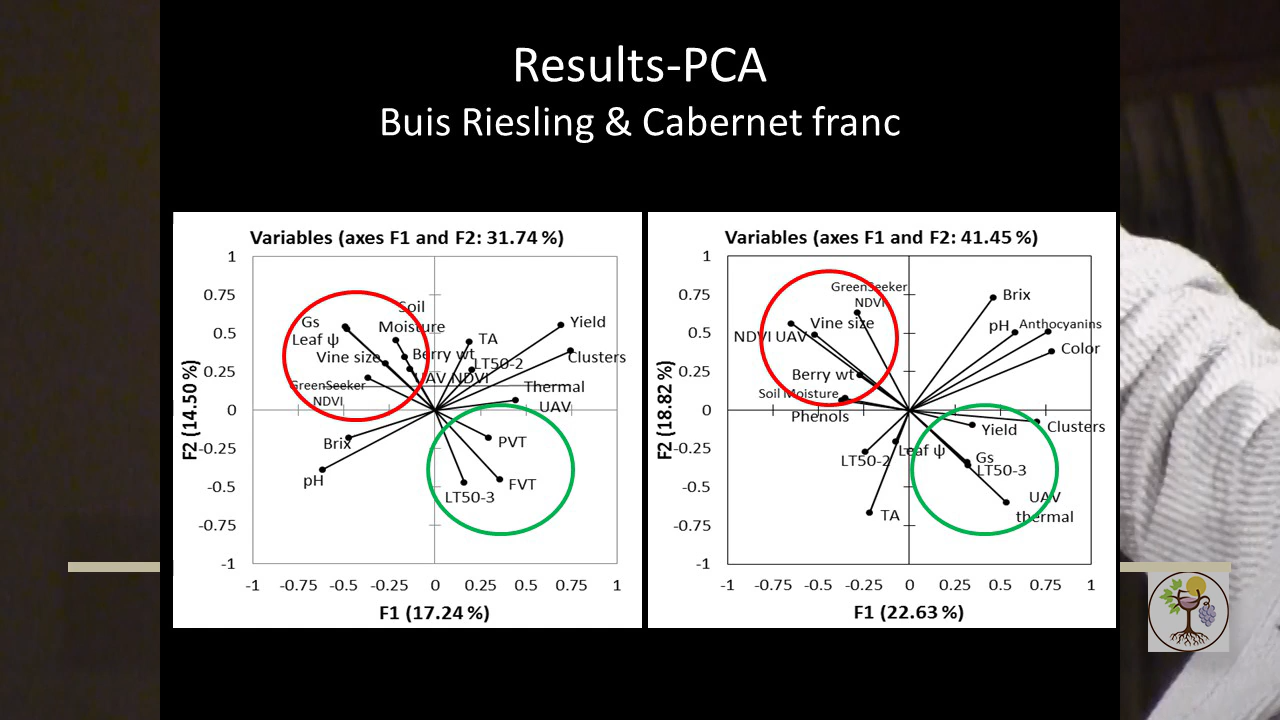 Results-PCA
Buis Riesling & Cabernet franc
Variables (axes F1 and F2: 31.74 %)
1
0.75
0.5
0.25
0
-0.25
-0.5
-0.75
-1
F2 (14.50 %)
Soil
Moisture
Gs
Leaf ψ
Vine size
Berry wt
UAV NDVI
GreenSeeker
NDVI
TA
LT50-2
Yield
Clusters
Thermal
UAV
Brix
pH
PVT
FVT
LT50-3
-1 -0.75 -0.5 -0.25 0 0.25 0.5 0.75 1
F1 (17.24 %)
Variables (axes F1 and F2: 41.45 %)
1
0.75
0.5
0.25
0
-0.25
-0.5
-0.75
-1
F2 (18.82 %)
GreenSeeker
NDVI
Vine size
NDVI UAV
Berry wt
Soil Moisture
Phenols
Brix
pH
Anthocyanins
Color
Yield
Clusters
Leaf ψ
LT50-2
Gs
LT50-3
UAV
thermal
TA
-1 -0.75 -0.5 -0.25 0 0.25 0.5 0.75 1
F1 (22.63 %)